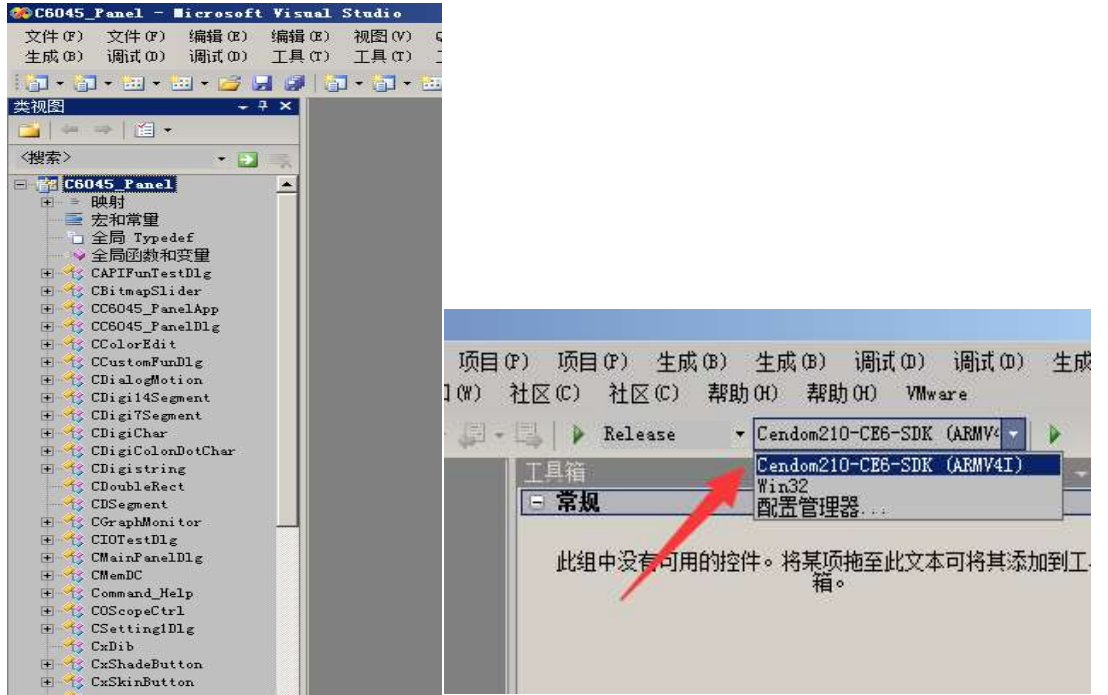 C6045_Panel - Microsoft Visual Studio
文件(F) 文件(F) 编辑(E) 编辑(E) 视图(V)
生成(B) 调试(D) 调试(D) 工具(T) 工具(T)
类视图
<搜索>
C6045_Panel
映射
宏和常量
全局 Typedef
全局函数和变量
CAPIFunTestDlg
CBitmapSlider
CC6045_PanelApp
CC6045_PanelDlg
CColorEdit
CCustomFunDlg
CDialogMotion
CDigi14Segment
CDigi7Segment
CDigiChar
CDigiColonDotChar
CDigistring
CDoubleRect
CDSegment
CGraphMonitor
CIOTestDlg
CMainPanelDlg
CMemDC
Command_Help
COScopeCtrl
CSetting1Dlg
CxDib
CxShadeButton
CxSkinButton
项目(P) 项目(P) 生成(B) 生成(B) 调试(D) 调试(D) 生成
(W) 社区(C) 社区(C) 帮助(H) 帮助(H) VMware
Release Cendom210-CE6-SDK (ARMV4
工具箱
Cendom210-CE6-SDK (ARMV4I)
Win32
配置管理器...
常规
此组中没有可用的控件。将某项拖至此文本可将其添加到工
箱。